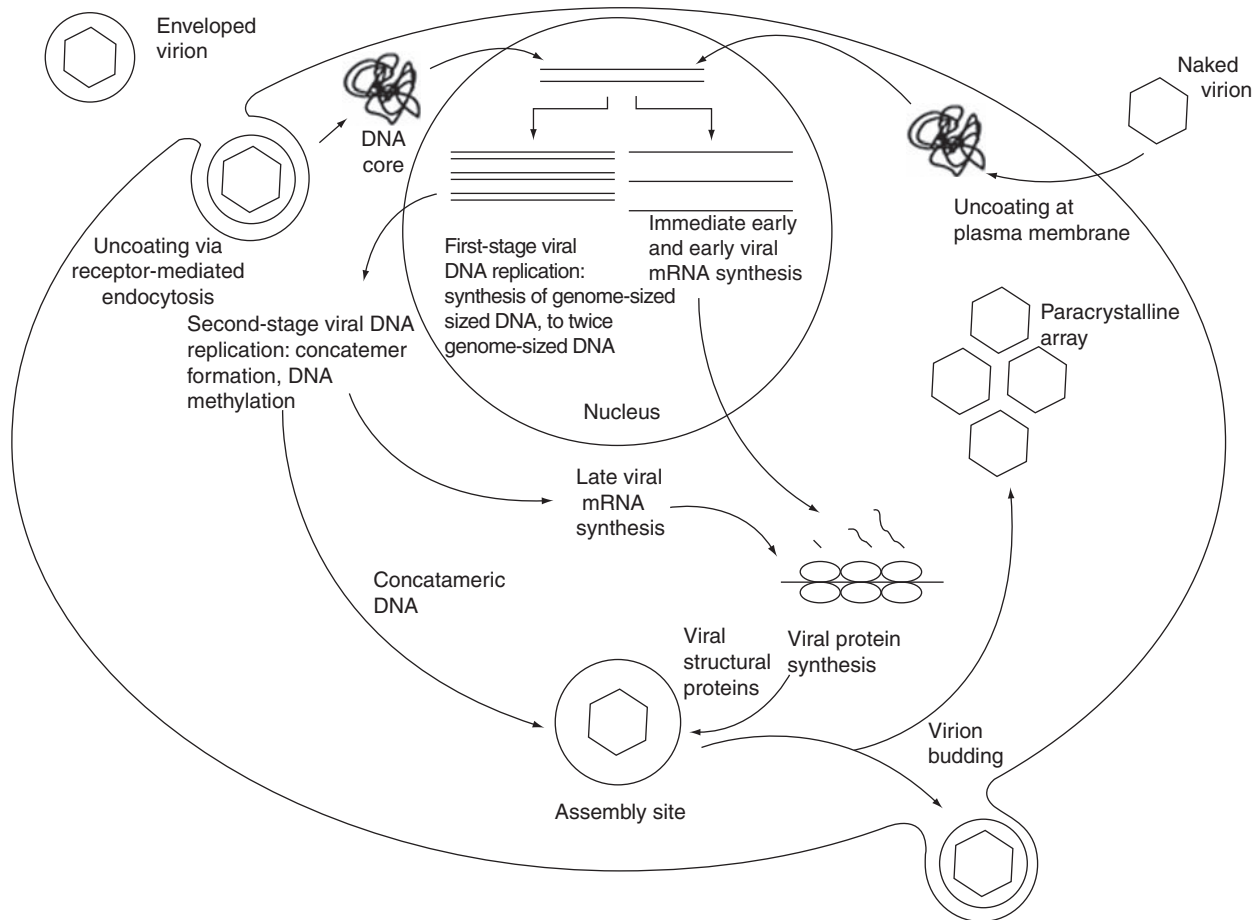 Enveloped
virion
Naked
virion
DNA
core
Uncoating at
plasma membrane
Uncoating via
receptor-mediated
endocytosis
First-stage viral
DNA replication:
synthesis of genome-sized
sized DNA, to twice
genome-sized DNA
Immediate early
and early viral
mRNA synthesis
Second-stage viral DNA
replication: concatemer
formation, DNA
methylation
Nucleus
Paracrystalline
array
Late viral
mRNA
synthesis
Concatameric
DNA
Viral
structural
proteins
Viral protein
synthesis
Virion
budding
Assembly site